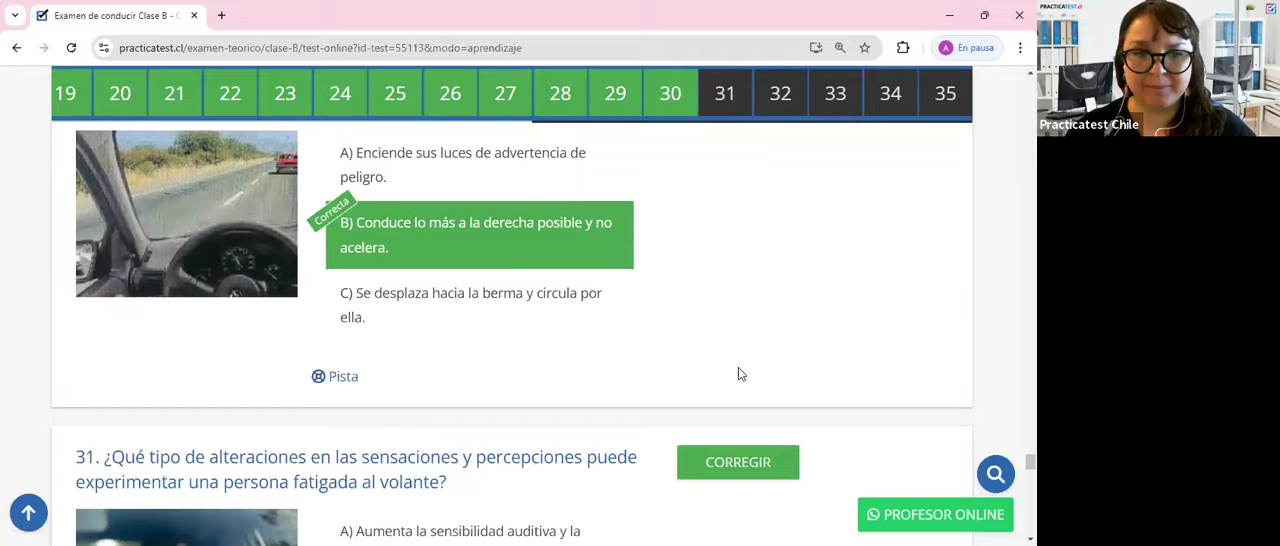 Examen de conducir Clase B - C
practicatest.cl/examen-teorico/clase-B/test-online?id-test=55113&modo=aprendizaje
A
En pausa
19 20 21 22 23 24 25 26 27 28 29 30 31 32 33 34 35
A) Enciende sus luces de advertencia de
peligro.
Correcta
B) Conduce lo más a la derecha posible y no
acelera.
C) Se desplaza hacia la berma y circula por
ella.
Pista
31. ¿Qué tipo de alteraciones en las sensaciones y percepciones puede
experimentar una persona fatigada al volante?
CORREGIR
A) Aumenta la sensibilidad auditiva y la
PROFESOR ONLINE
PRACTICATEST.cl
Practicatest Chile